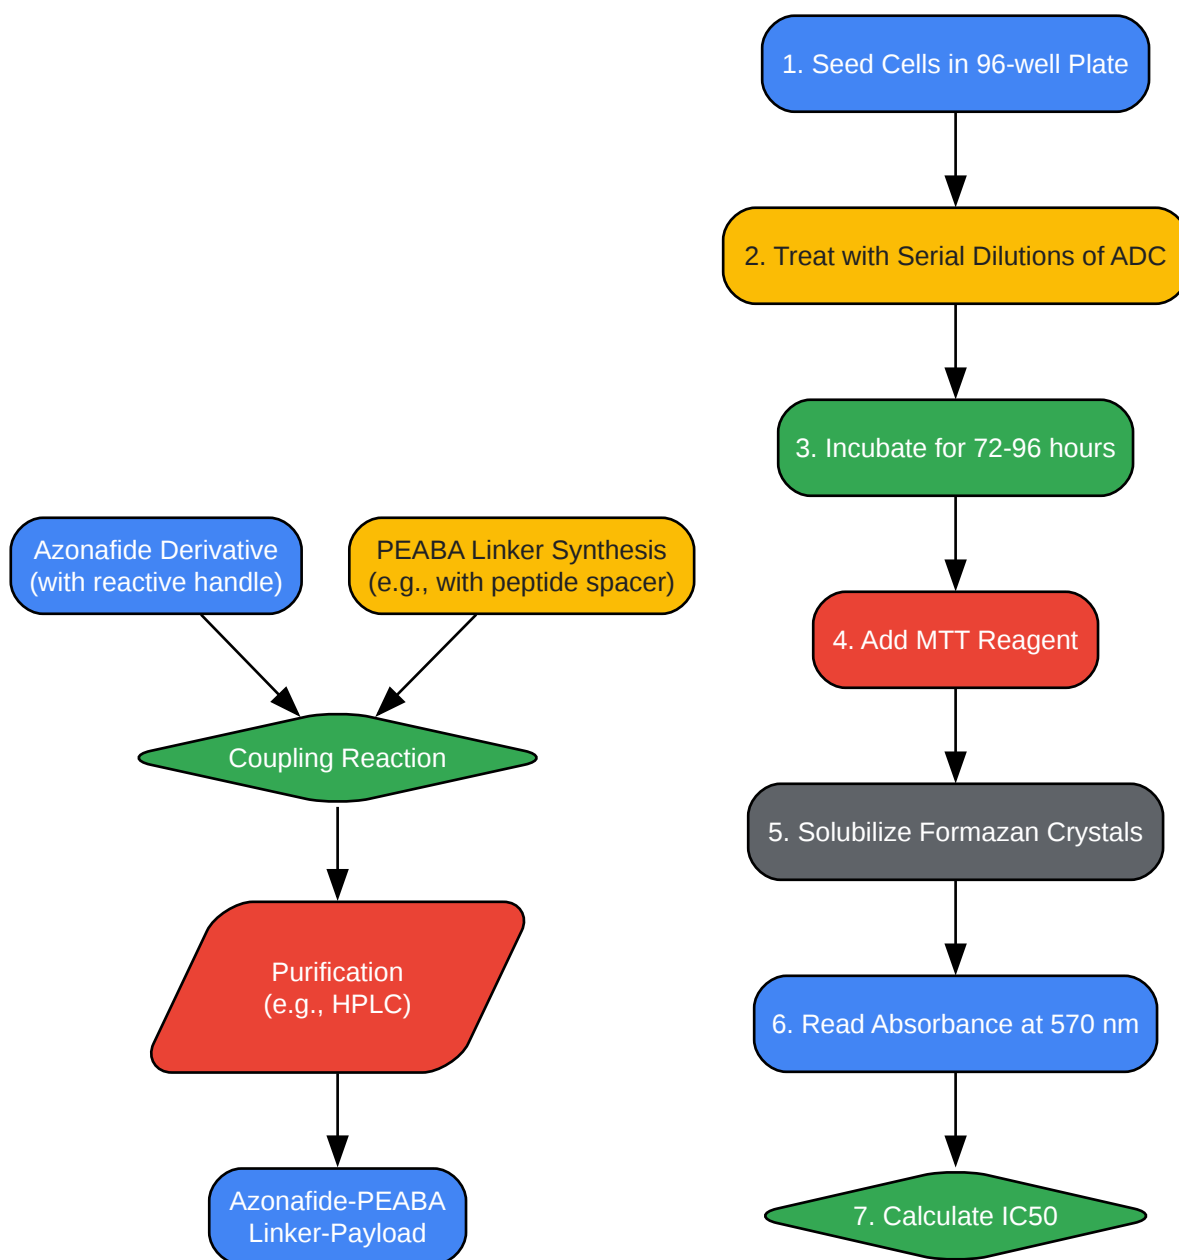 1. Seed Cells in 96-well Plate
2. Treat with Serial Dilutions of ADC
3. Incubate for 72-96 hours
Azonafide Derivative
(with reactive handle)
PEABA Linker Synthesis
(e.g., with peptide spacer)
4. Add MTT Reagent
Coupling Reaction
5. Solubilize Formazan Crystals
Purification
(e.g., HPLC)
6. Read Absorbance at 570 nm
Azonafide-PEABA
Linker-Payload
7. Calculate IC50